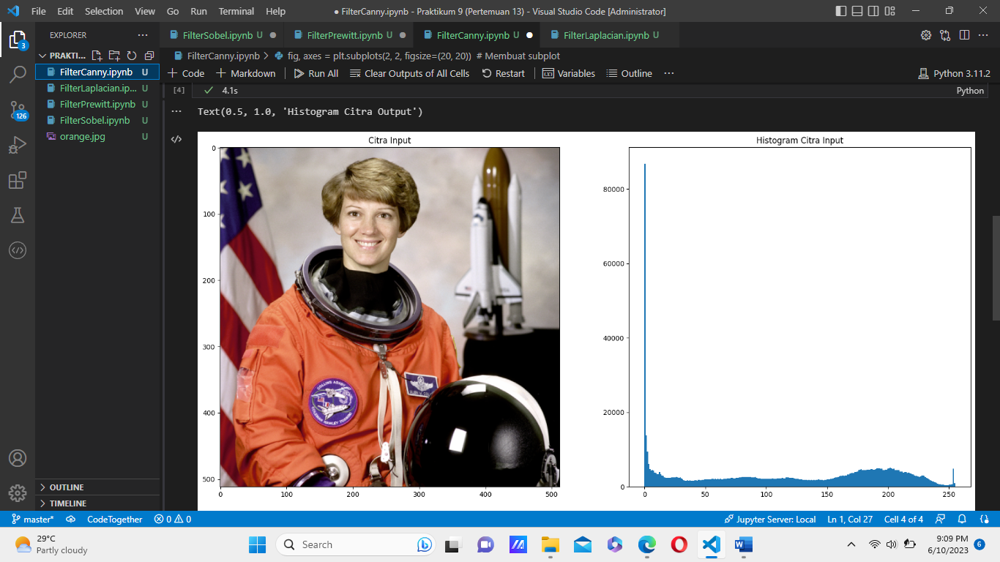 File Edit Selection View Go Run Terminal Help
● FilterCanny.ipynb - Praktikum 9 (Pertemuan 13) - Visual Studio Code [Administrator]
EXPLORER
FilterSobel.ipynb U
FilterPrewitt.ipynb U
FilterCanny.ipynb U
FilterLaplacian.ipynb U
PRAKTI...
FilterCanny.ipynb U
FilterLaplacian.ip... U
FilterPrewitt.ipynb U
FilterSobel.ipynb U
orange.jpg U
3
126
FilterCanny.ipynb > fig, axes = plt.subplots(2, 2, figsize=(20, 20)) # Membuat subplot
+ Code + Markdown Run All Clear Outputs of All Cells Restart Variables Outline ...
Python 3.11.2
[4] ✓ 4.1s Python
Text(0.5, 1.0, 'Histogram Citra Output')
Citra Input
0
100
200
300
400
500
0 100 200 300 400 500
COLLINS ASHBY
COLEMAN HAWLEY TOGNINI
Histogram Citra Input
80000
60000
40000
20000
0
0 50 100 150 200 250
OUTLINE
TIMELINE
master* CodeTogether 0 0
Jupyter Server: Local Ln 1, Col 27 Cell 4 of 4
29°C
Partly cloudy
Search
9:09 PM
6/10/2023
6